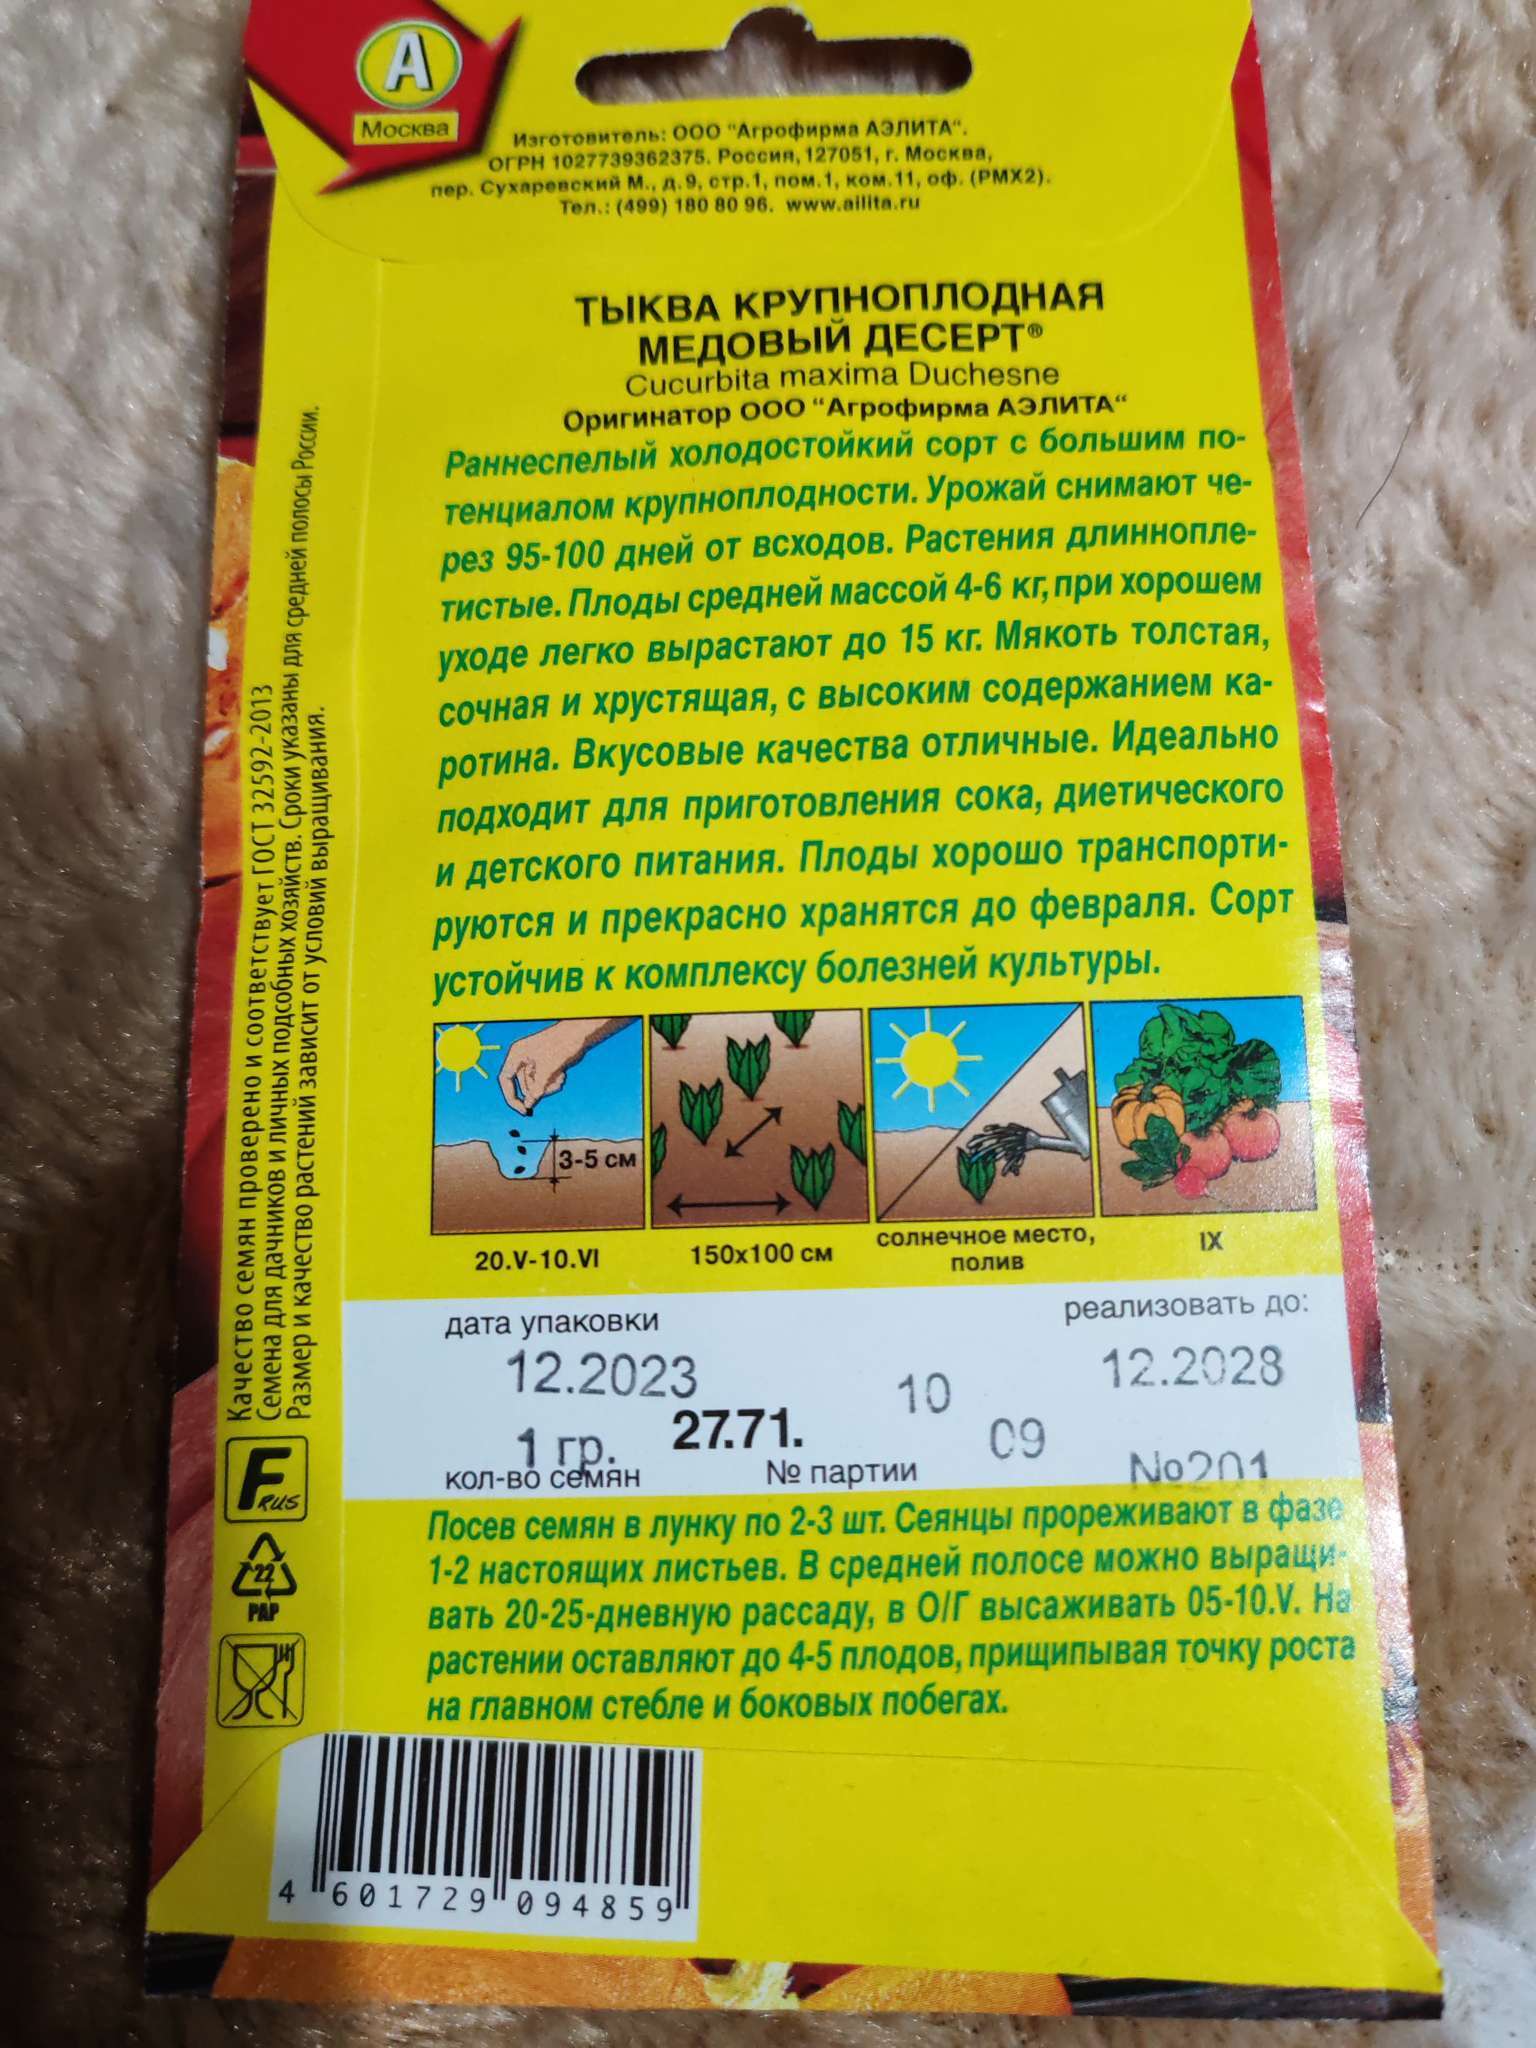 А
Москва
Изготовитель: ООО "Агрофирма АЭЛИТА".
ОГРН 1027739362375. Россия, 127051, г. Москва,
пер. Сухаревский М., д.9, стр.1, пом.1, ком.11, оф. (РМХ2).
Тел.: (499) 180 80 96. www.ailita.ru
ТЫКВА КРУПНОПЛОДНАЯ
МЕДОВЫЙ ДЕСЕРТ®
Cucurbita maxima Duchesne
Оригинатор ООО "Агрофирма АЭЛИТА"
Раннеспелый холодостойкий сорт с большим по-
тенциалом крупноплодности. Урожай снимают че-
рез 95-100 дней от всходов. Растения длинноплe-
тистые. Плоды средней массой 4-6 кг, при хорошем
уходе легко вырастают до 15 кг. Мякоть толстая,
сочная и хрустящая, с высоким содержанием ка-
ротина. Вкусовые качества отличные. Идеально
подходит для приготовления сока, диетического
и детского питания. Плоды хорошо транспорти-
руются и прекрасно хранятся до февраля. Сорт
устойчив к комплексу болезней культуры.
3-5 см
20.V-10.VI
150х100 см
солнечное место,
полив
IX
дата упаковки
реализовать до:
12.2023
10
12.2028
1 гр.
27.71.
09
№201
кол-во семян
№ партии
Посев семян в лунку по 2-3 шт. Сеянцы прореживают в фазе
1-2 настоящих листьев. В средней полосе можно выращи-
вать 20-25-дневную рассаду, в О/Г высаживать 05-10.V. На
растении оставляют до 4-5 плодов, прищипывая точку роста
на главном стебле и боковых побегах.
Качество семян проверено и соответствует ГОСТ 32592-2013
Семена для дачников и личных подсобных хозяйств. Сроки указаны для средней полосы России.
Размер и качество растений зависит от условий выращивания.
F RUS
22
PAP
4 601729 094859